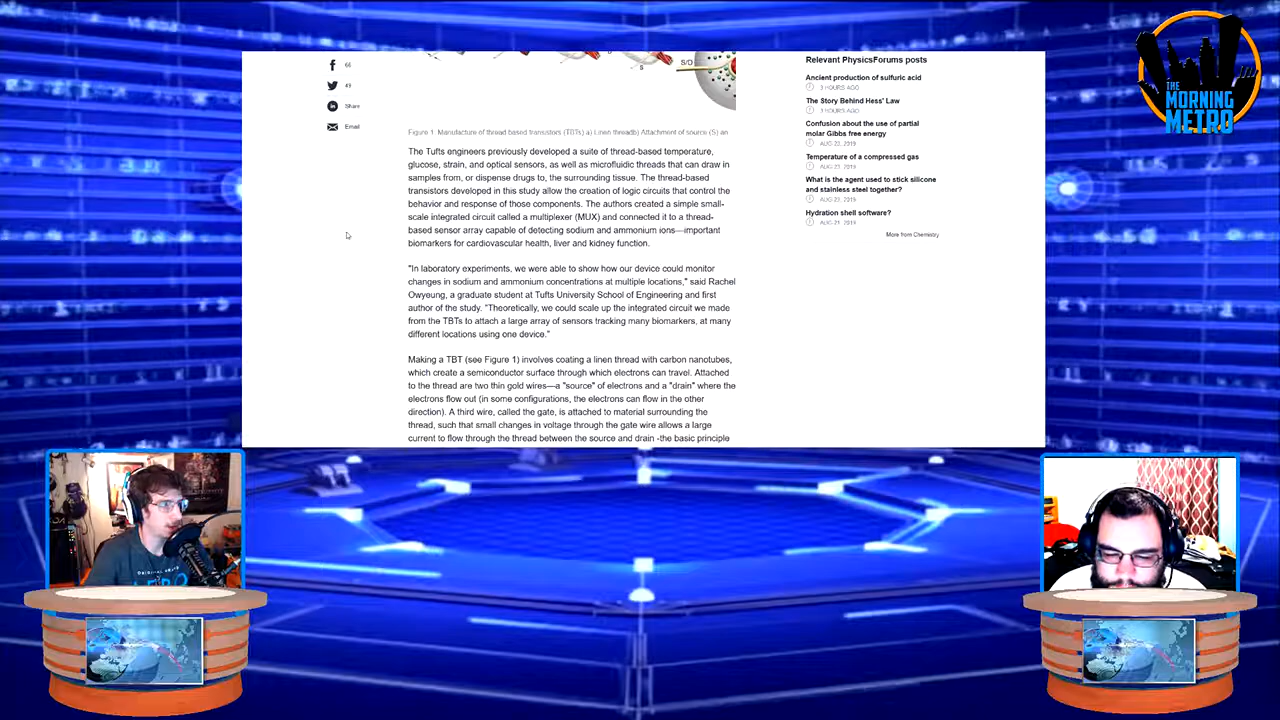 66
49
Share
Email
S/D
S
Figure 1. Manufacture of thread based transistors (TBTs) a) Linen threadb) Attachment of source (S) an
The Tufts engineers previously developed a suite of thread-based temperature,
glucose, strain, and optical sensors, as well as microfluidic threads that can draw in
samples from, or dispense drugs to, the surrounding tissue. The thread-based
transistors developed in this study allow the creation of logic circuits that control the
behavior and response of those components. The authors created a simple small-
scale integrated circuit called a multiplexer (MUX) and connected it to a thread-
based sensor array capable of detecting sodium and ammonium ions—important
biomarkers for cardiovascular health, liver and kidney function.
"In laboratory experiments, we were able to show how our device could monitor
changes in sodium and ammonium concentrations at multiple locations," said Rachel
Owyeung, a graduate student at Tufts University School of Engineering and first
author of the study. "Theoretically, we could scale up the integrated circuit we made
from the TBTs to attach a large array of sensors tracking many biomarkers, at many
different locations using one device."
Making a TBT (see Figure 1) involves coating a linen thread with carbon nanotubes,
which create a semiconductor surface through which electrons can travel. Attached
to the thread are two thin gold wires—a "source" of electrons and a "drain" where the
electrons flow out (in some configurations, the electrons can flow in the other
direction). A third wire, called the gate, is attached to material surrounding the
thread, such that small changes in voltage through the gate wire allows a large
current to flow through the thread between the source and drain -the basic principle
Relevant PhysicsForums posts
Ancient production of sulfuric acid
3 HOURS AGO
The Story Behind Hess' Law
3 HOURS AGO
Confusion about the use of partial
molar Gibbs free energy
AUG 27, 2019
Temperature of a compressed gas
AUG 23, 2019
What is the agent used to stick silicone
and stainless steel together?
AUG 23, 2019
Hydration shell software?
AUG 21, 2019
More from Chemistry
THE
MORNING
METRO